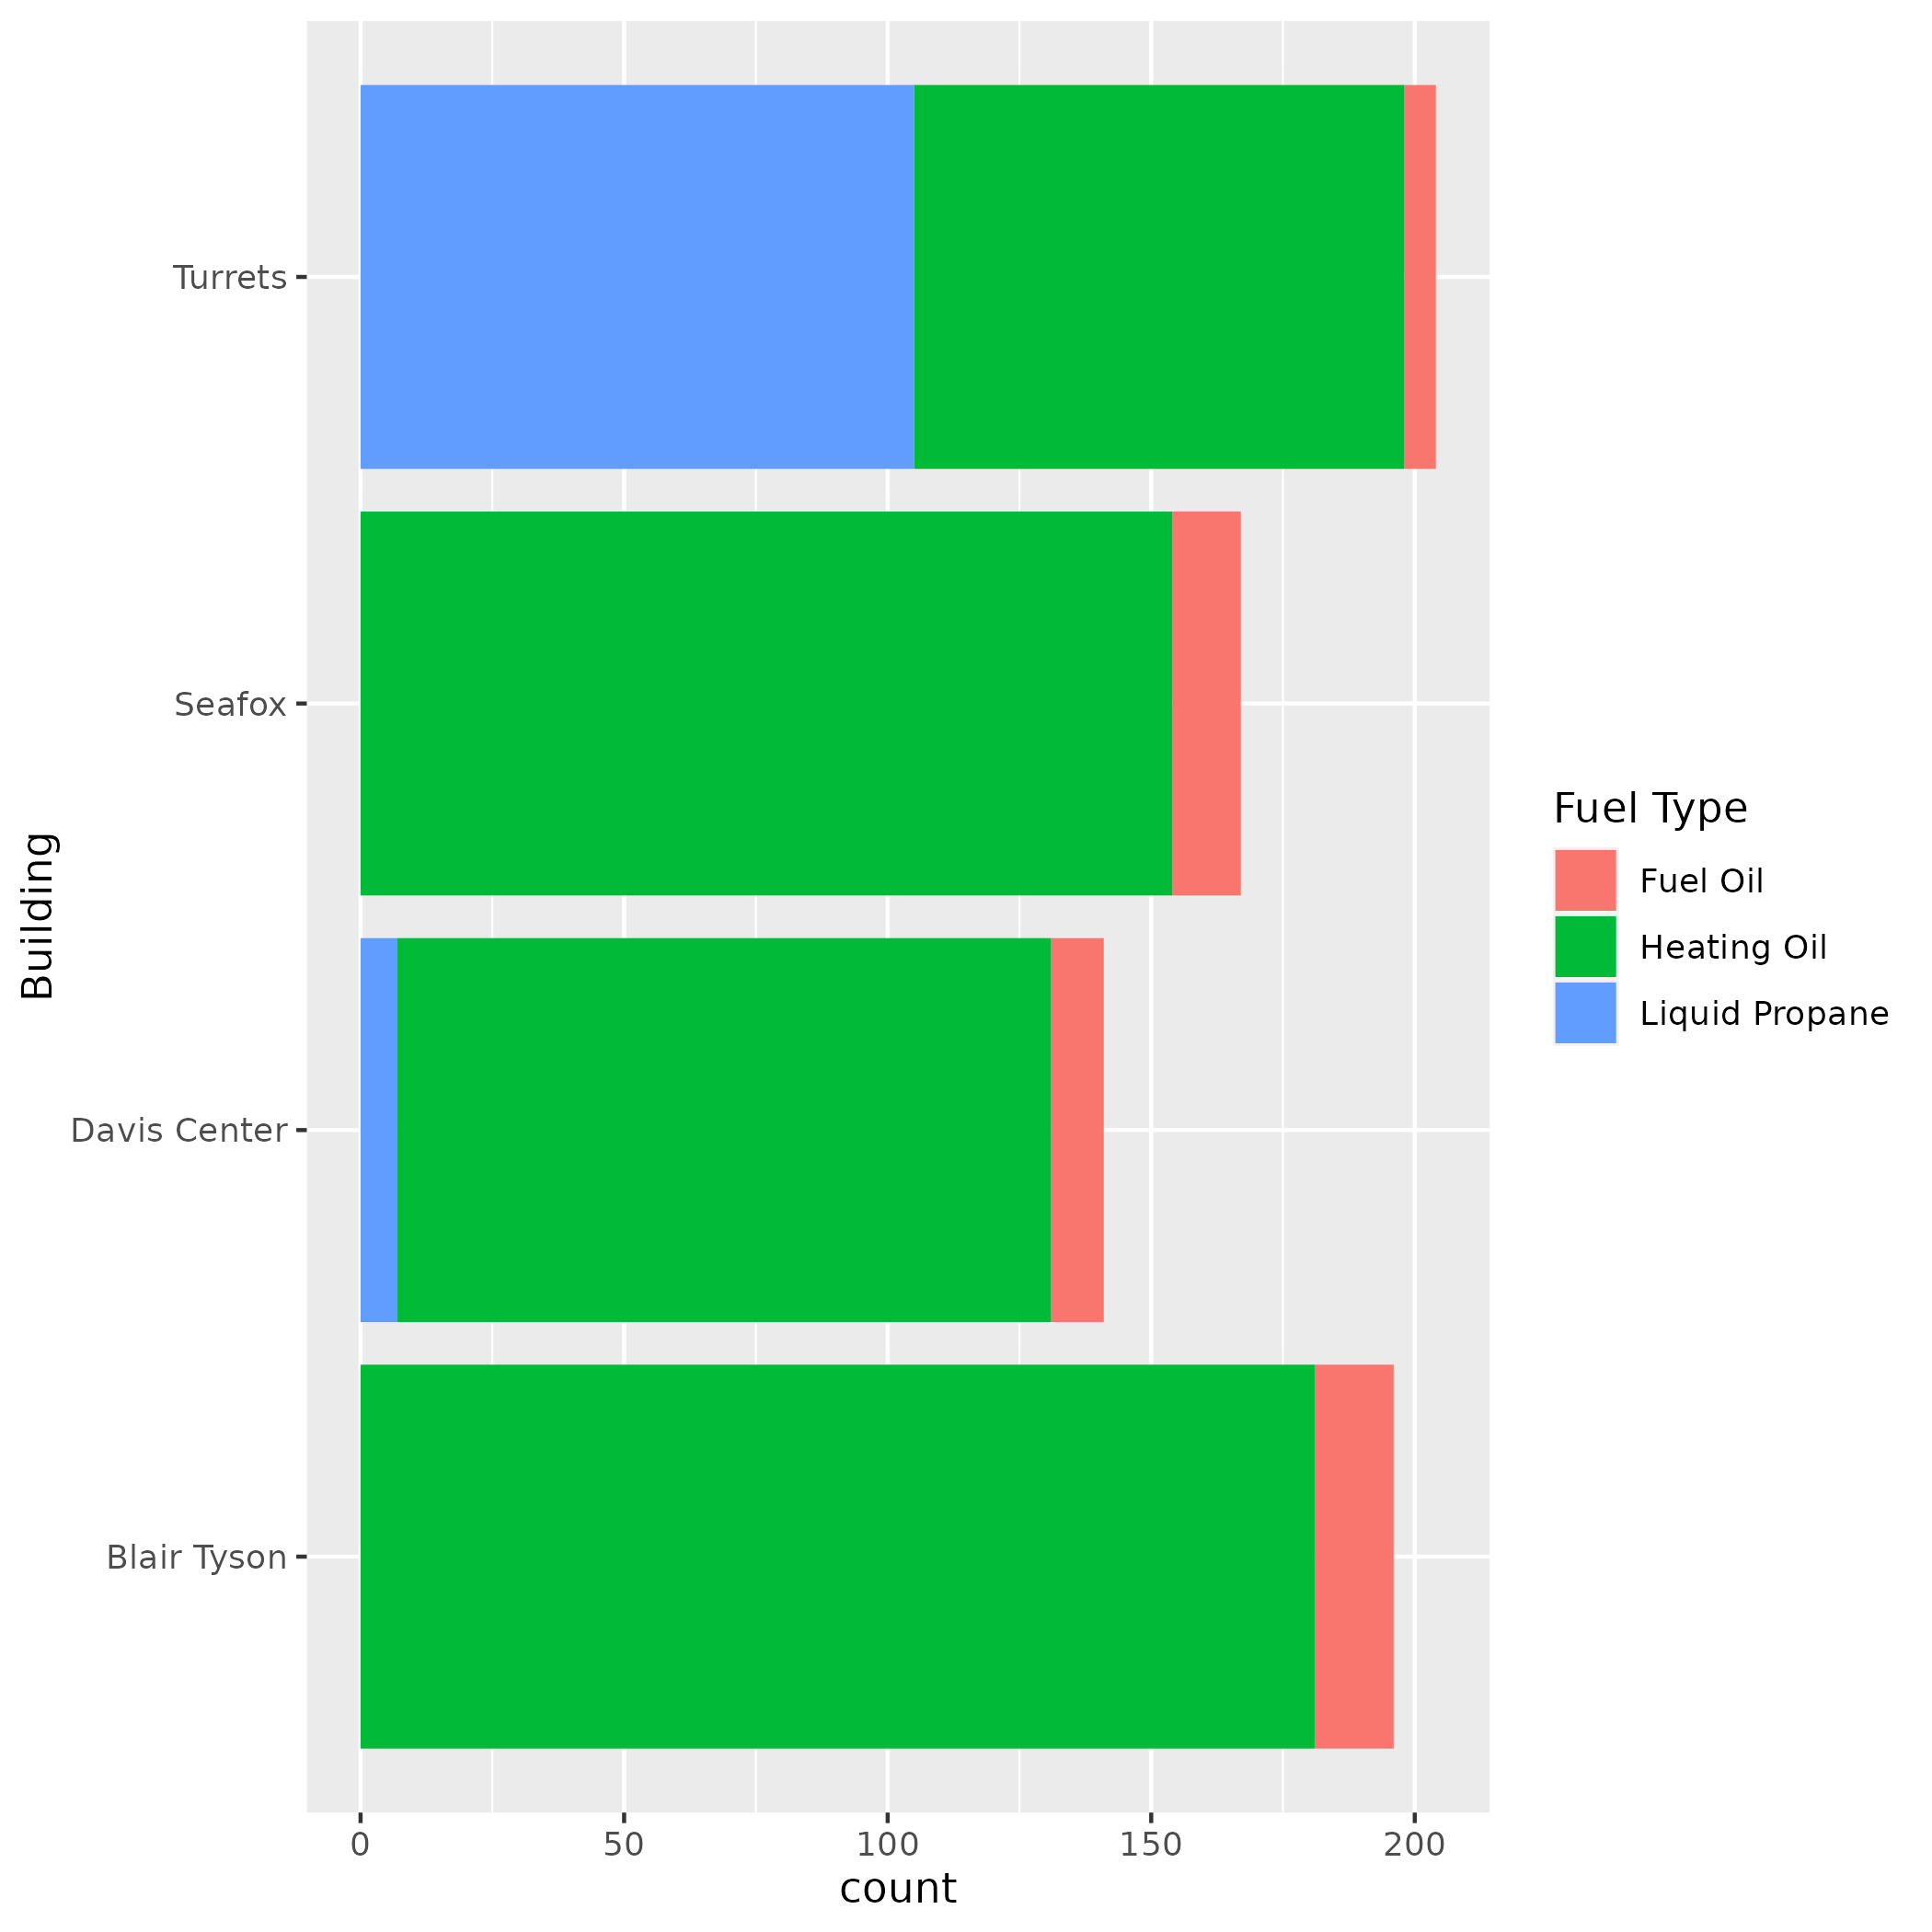 Turrets
Seafox
Davis Center
Blair Tyson
Building
0 50 100 150 200
count
Fuel Type
Fuel Oil
Heating Oil
Liquid Propane